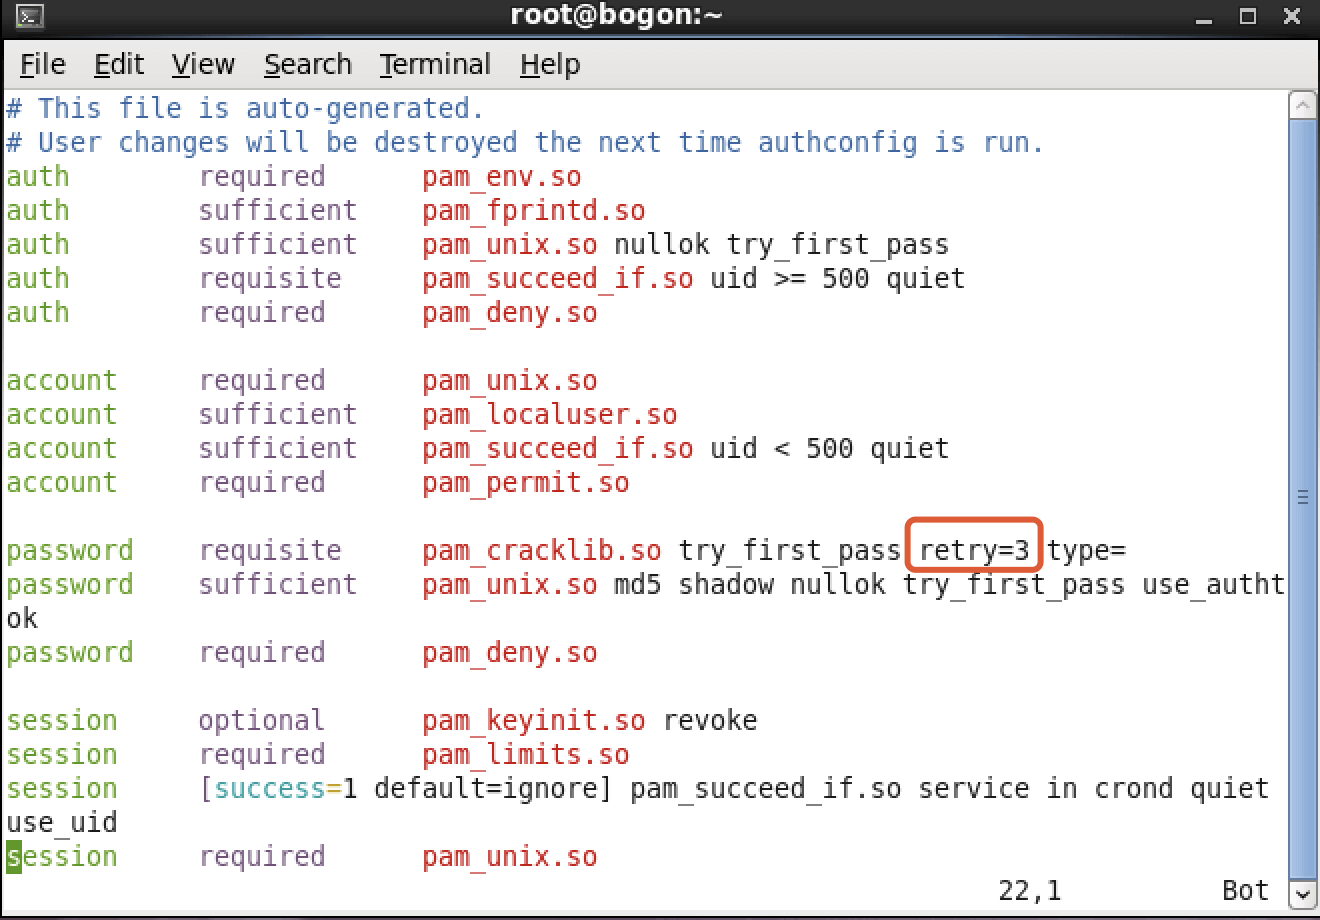 root@bogon:~
File Edit View Search Terminal Help
# This file is auto-generated.
# User changes will be destroyed the next time authconfig is run.
auth        required      pam_env.so
auth        sufficient    pam_fprintd.so
auth        sufficient    pam_unix.so nullok try_first_pass
auth        requisite     pam_succeed_if.so uid >= 500 quiet
auth        required      pam_deny.so

account     required      pam_unix.so
account     sufficient    pam_localuser.so
account     sufficient    pam_succeed_if.so uid < 500 quiet
account     required      pam_permit.so

password    requisite     pam_cracklib.so try_first_pass retry=3 type=
password    sufficient    pam_unix.so md5 shadow nullok try_first_pass use_autht
ok
password    required      pam_deny.so

session     optional      pam_keyinit.so revoke
session     required      pam_limits.so
session     [success=1 default=ignore] pam_succeed_if.so service in crond quiet
use_uid
session     required      pam_unix.so
22,1          Bot